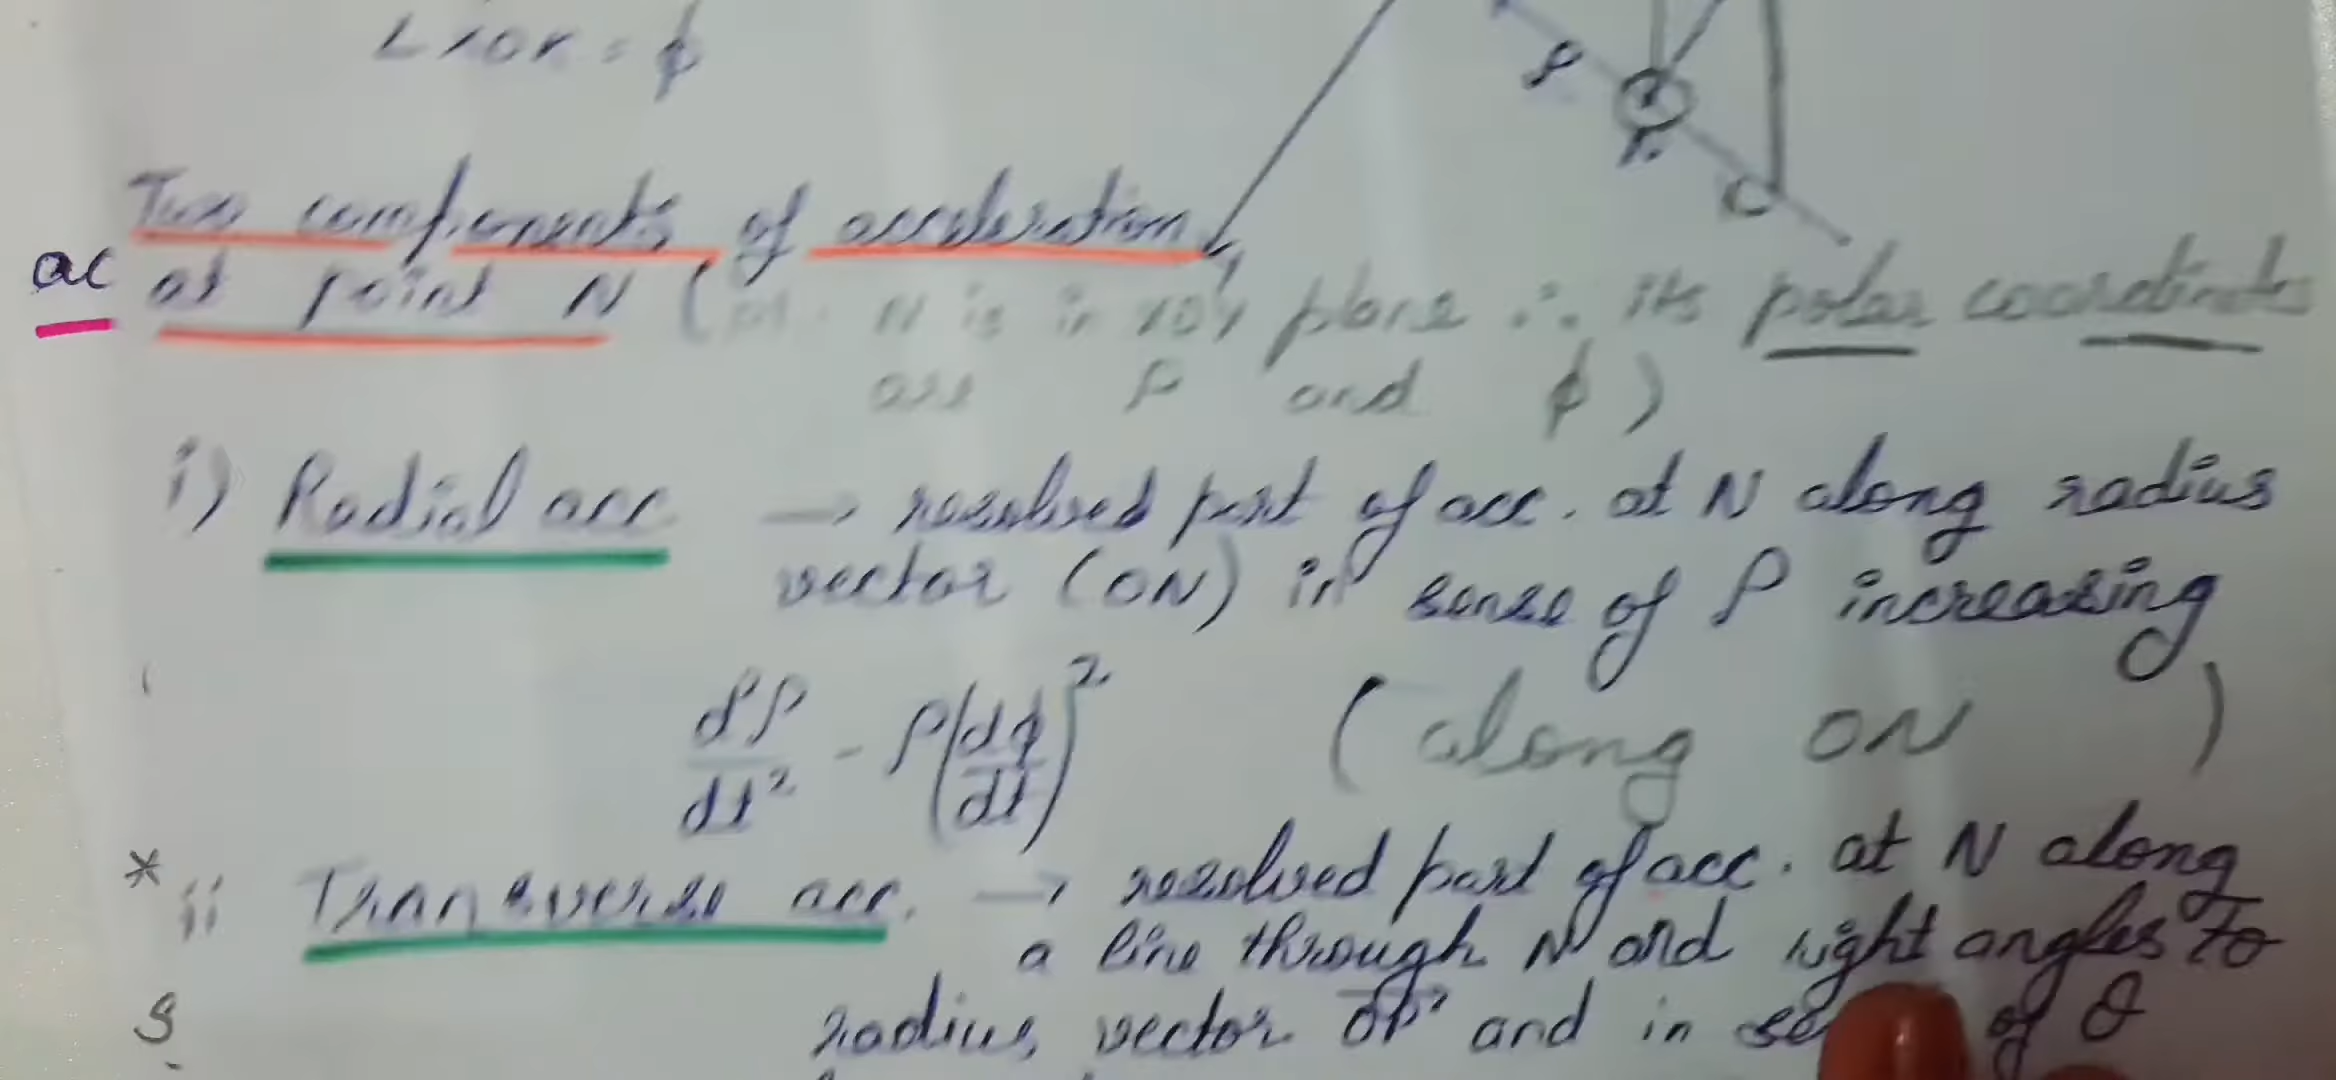 ∠XON = ϕ
ρ
N
Two components of acceleration
y
ac at point N (pt. N is in XOY plane ∴ its polar coordinates
are ρ and ϕ)
i) Radial acc → resolved part of acc. at N along radius
vector (ON) in sense of ρ increasing
d²ρ/dt² - ρ(dϕ/dt)² (along ON)
* ii Transverse acc. → resolved part of acc. at N along
a line through N and right angles to
S radius vector OP and in of θ